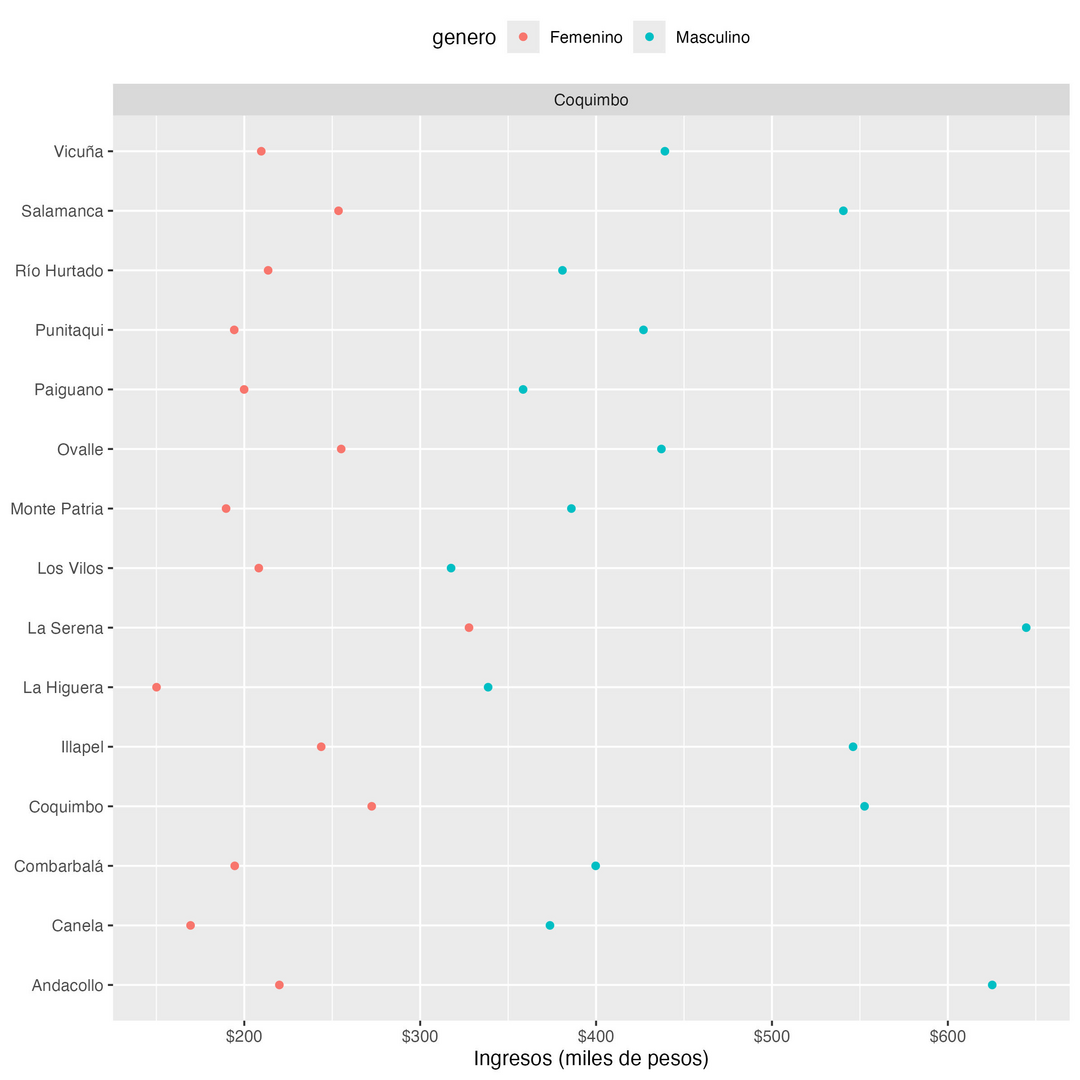 genero Femenino Masculino
Coquimbo
Vicuña
Salamanca
Río Hurtado
Punitaqui
Paiguano
Ovalle
Monte Patria
Los Vilos
La Serena
La Higuera
Illapel
Coquimbo
Combarbalá
Canela
Andacollo
$200 $300 $400 $500 $600
Ingresos (miles de pesos)